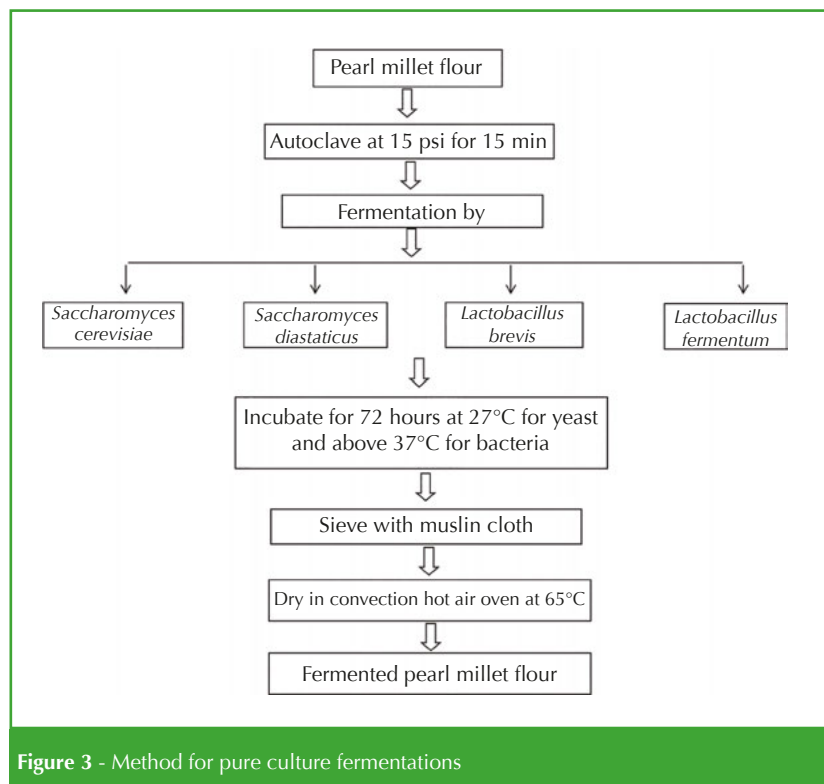 Pearl millet flour
Autoclave at 15 psi for 15 min
Fermentation by
Saccharomyces
cerevisiae
Saccharomyces
diastaticus
Lactobacillus
brevis
Lactobacillus
fermentum
Incubate for 72 hours at 27°C for yeast
and above 37°C for bacteria
Sieve with muslin cloth
Dry in convection hot air oven at 65°C
Fermented pearl millet flour
Figure 3 - Method for pure culture fermentations